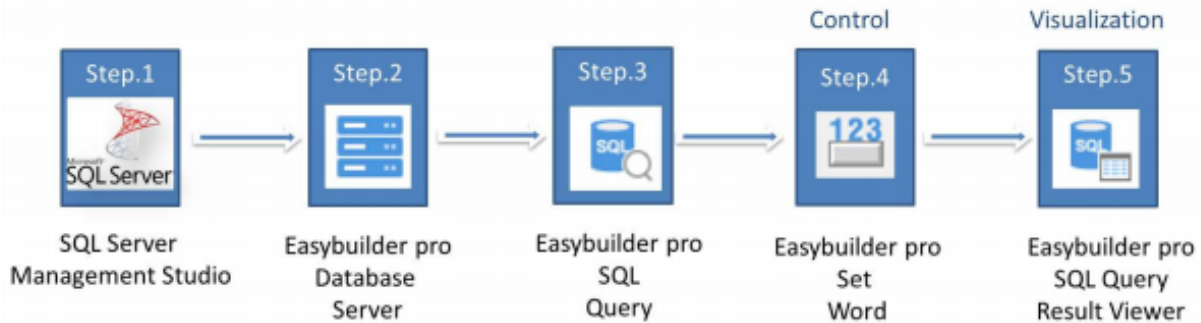 Control
Visualization
Step.1
Step.2
Step.3
Step.4
Step.5
Microsoft
SQL Server
SQL
123
SQL
SQL Server
Management Studio
Easybuilder pro
Database
Server
Easybuilder pro
SQL
Query
Easybuilder pro
Set
Word
Easybuilder pro
SQL Query
Result Viewer